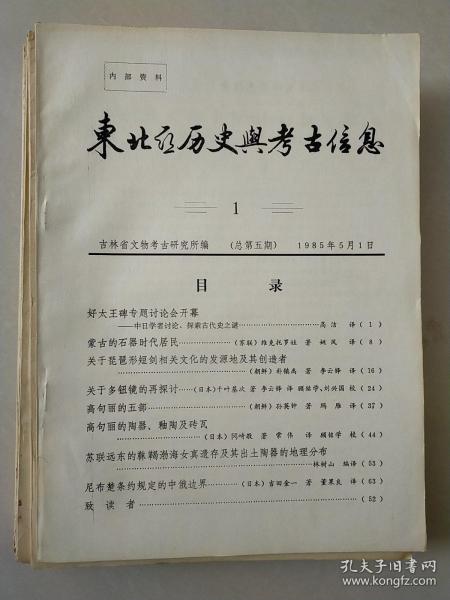 内部资料
東北亚历史與考古信息
1
吉林省文物考古研究所编 (总第五期) 1985年5月1日
目 录
好太王碑专题讨论会开幕
——中日学者讨论、探索古代史之谜……高洁 译(1)
蒙古的石器时代居民……(苏联)维克托罗娃 著 姚凤 译(8)
关于琵琶形短剑相关文化的发源地及其创造者
……(朝鲜)朴镇焉 著 李云铎 译(16)
关于多钮镜的再探讨……(日本)千叶基次 著 李云铎 译 顾铭学、刘兴国 校(24)
高句丽的五部……(朝鲜)孙英钟 著 鸣雁 译(37)
高句丽的陶器、釉陶及砖瓦
……(日本)冈崎敬 著 常伟 译 顾铭学 校(44)
苏联远东的靺鞨渤海女真遗存及其出土陶器的地理分布
……林树山 编译(53)
尼布楚条约规定的中俄边界……(日本)吉田金一 著 董果良 译(63)
致读者……(52)
孔夫子旧书网
www.kongfz.com